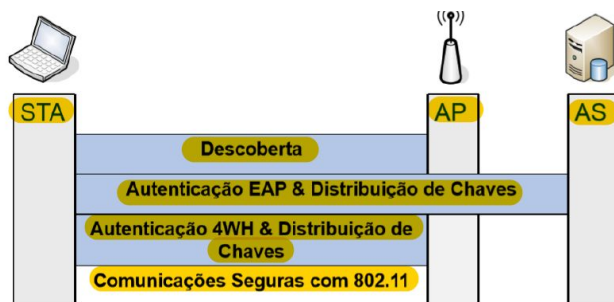 STA
AP
AS
Descoberta
Autenticação EAP & Distribuição de Chaves
Autenticação 4WH & Distribuição de
Chaves
Comunicações Seguras com 802.11